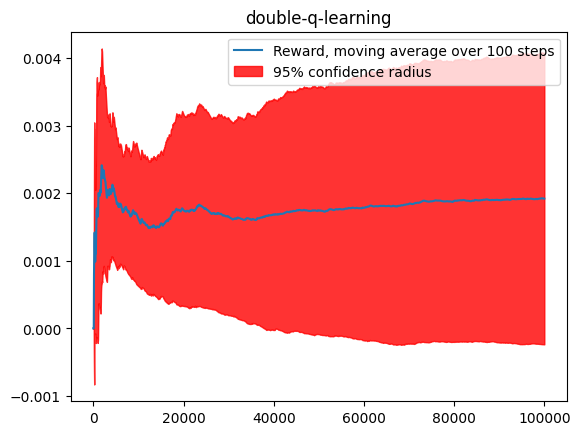 double-q-learning
Reward, moving average over 100 steps
95% confidence radius
0.004
0.003
0.002
0.001
0.000
−0.001
0 20000 40000 60000 80000 100000